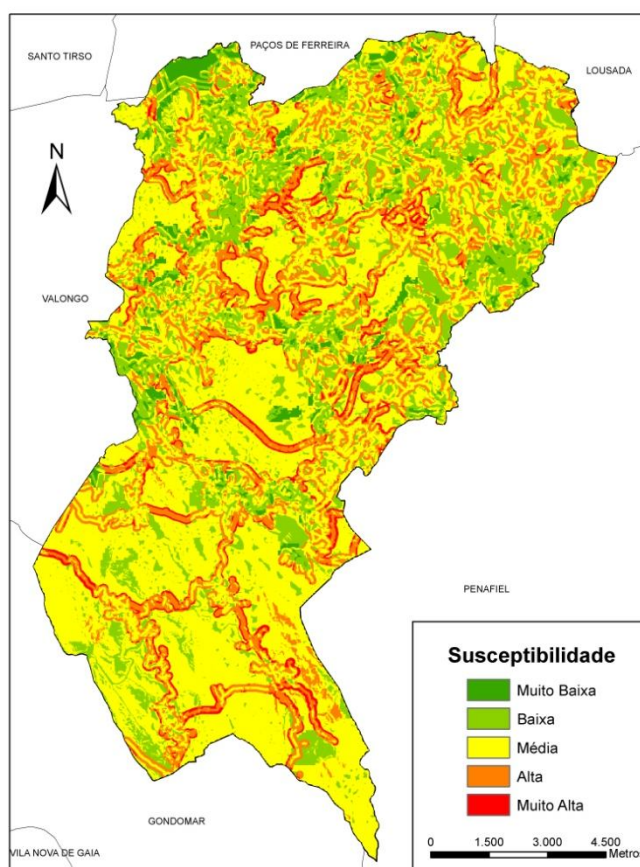 SANTO TIRSO
PAÇOS DE FERREIRA
LOUSADA
N
VALONGO
PENAFIEL
Susceptibilidade
Muito Baixa
Baixa
Média
Alta
Muito Alta
GONDOMAR
VILA NOVA DE GAIA
0 1.500 3.000 4.500
Metro